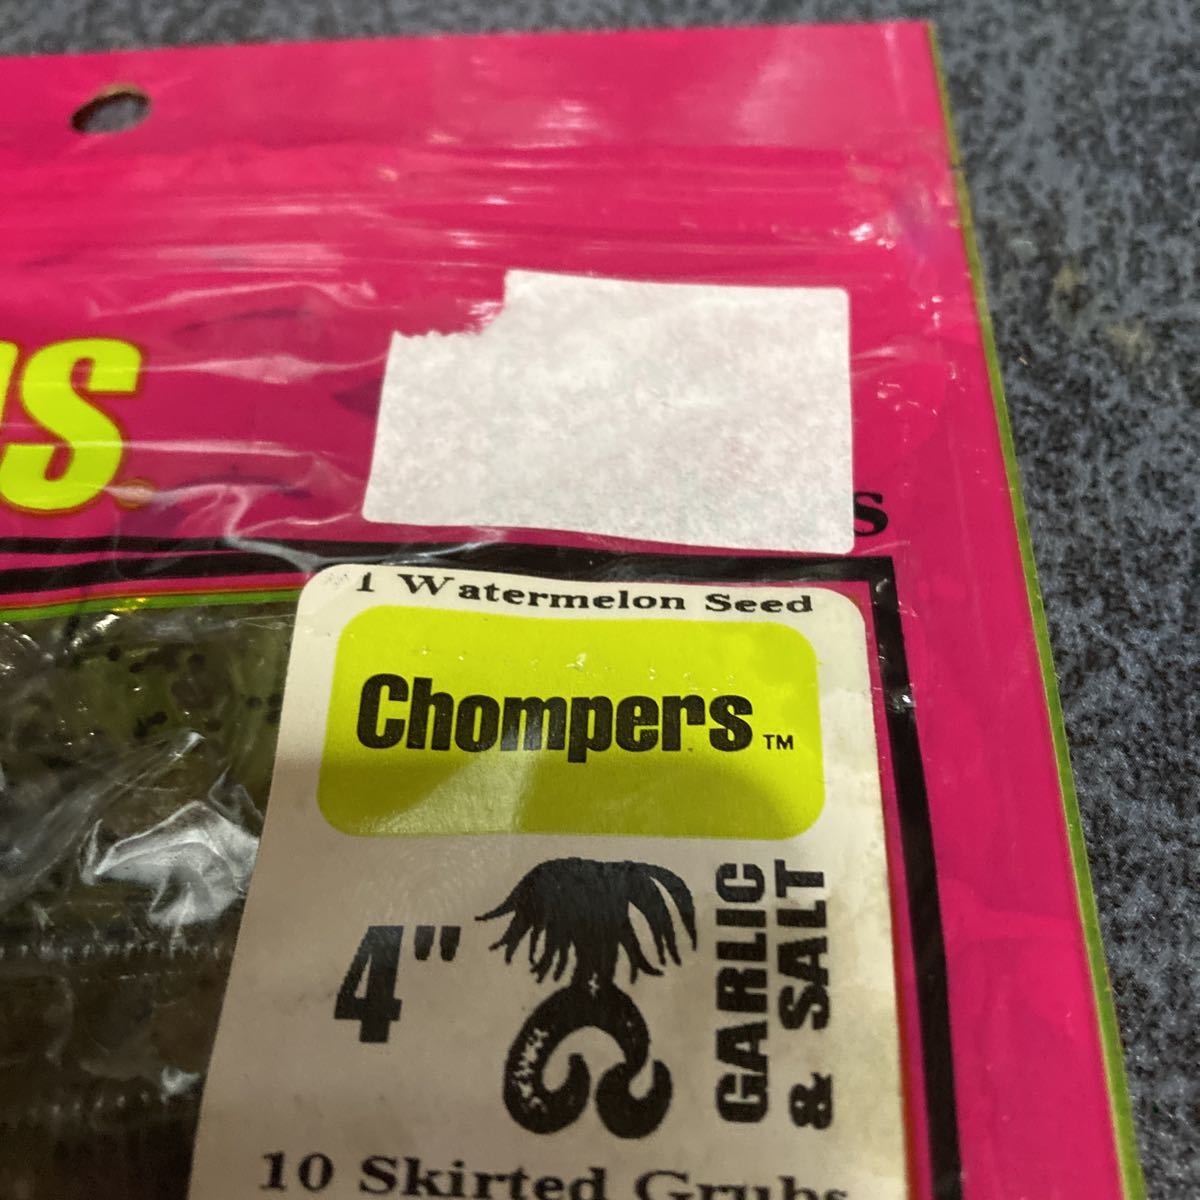 s
1 Watermelon Seed
Chompers™
4"
GARLIC
& SALT
10 Skirted Grubs